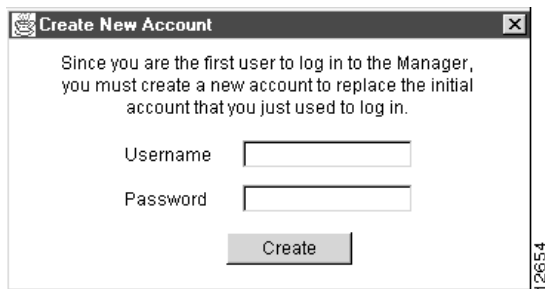 Create New Account
Since you are the first user to log in to the Manager,
you must create a new account to replace the initial
account that you just used to log in.
Username
Password
Create
12654